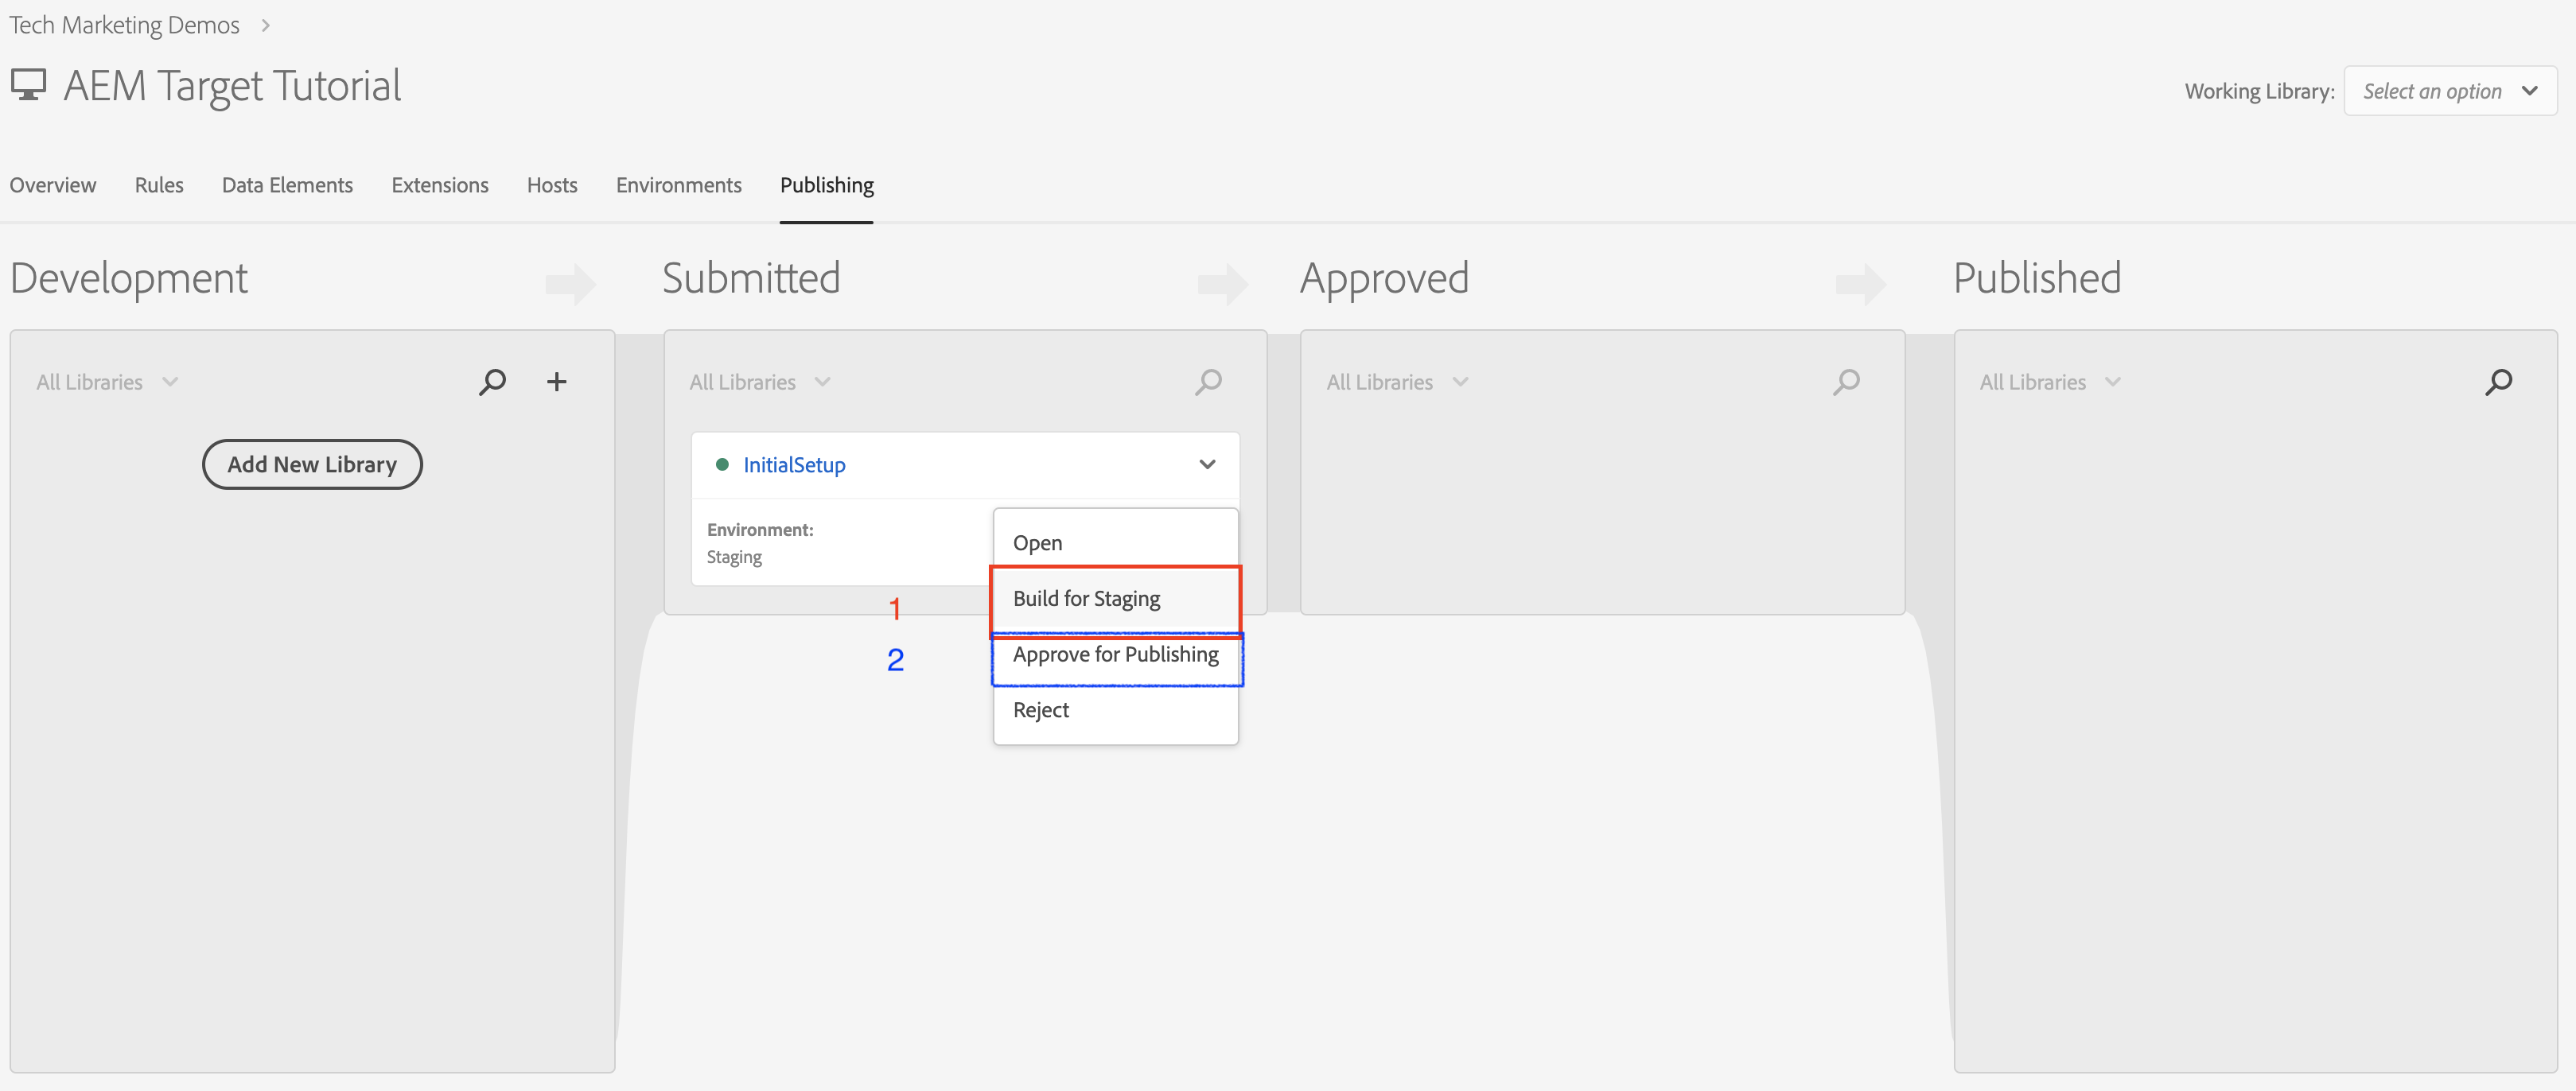 Tech Marketing Demos
AEM Target Tutorial
Working Library: Select an option
Overview Rules Data Elements Extensions Hosts Environments Publishing
Development Submitted Approved Published
All Libraries All Libraries All Libraries All Libraries
Add New Library
InitialSetup
Environment:
Staging
Open
1 Build for Staging
2 Approve for Publishing
Reject